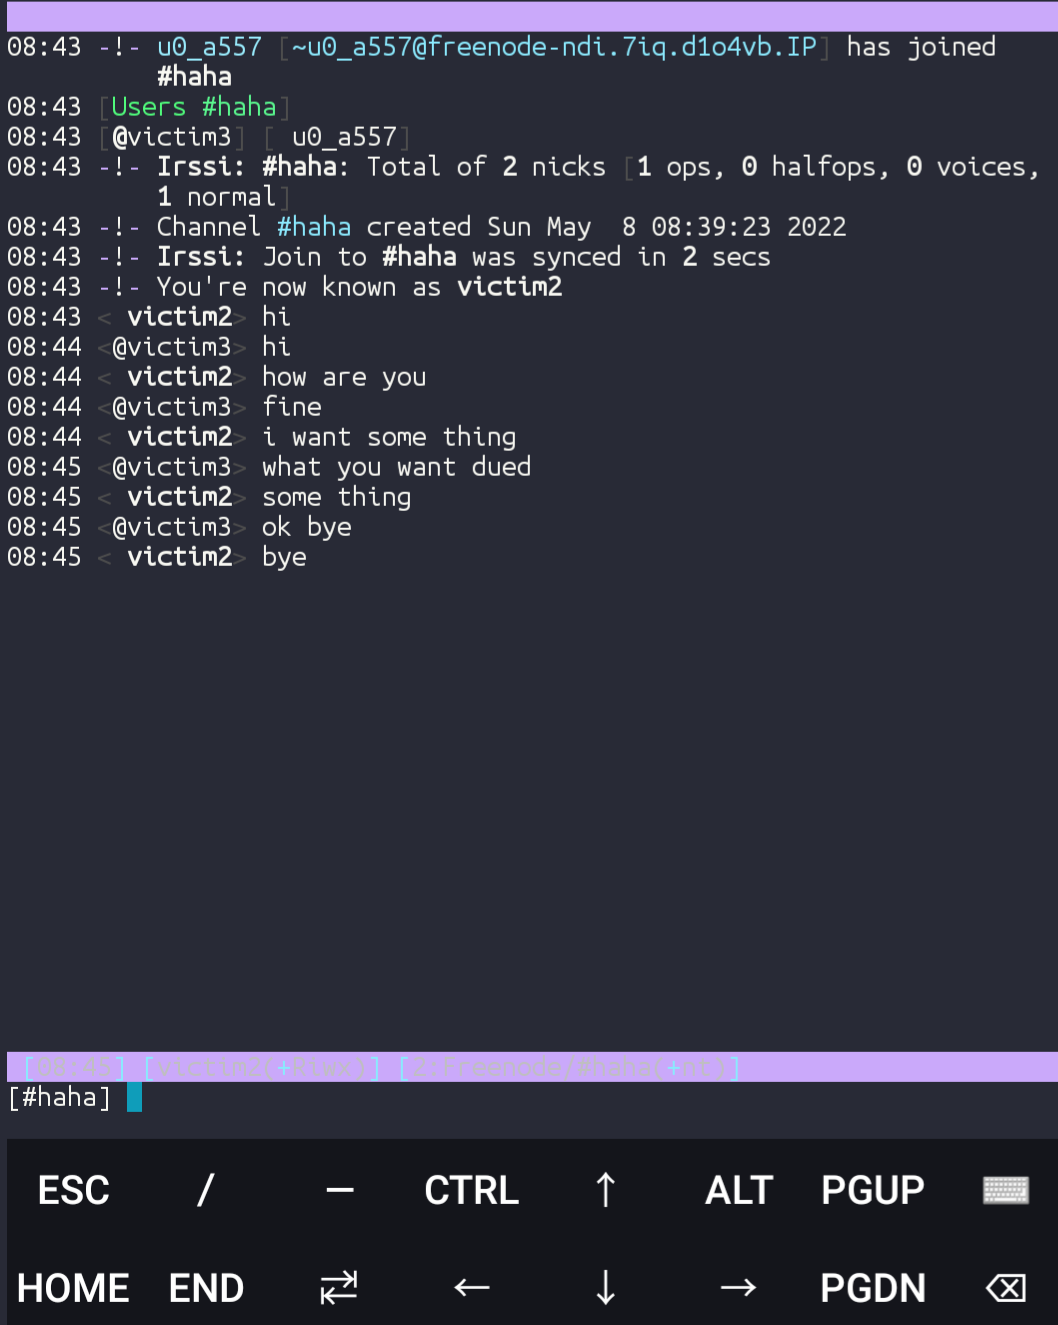 08:43 -!- u0_a557 [~u0_a557@freenode-ndi.7iq.d1o4vb.IP] has joined
#haha
08:43 [Users #haha]
08:43 [@victim3] [ u0_a557]
08:43 -!- Irssi: #haha: Total of 2 nicks [1 ops, 0 halfops, 0 voices,
1 normal]
08:43 -!- Channel #haha created Sun May  8 08:39:23 2022
08:43 -!- Irssi: Join to #haha was synced in 2 secs
08:43 -!- You're now known as victim2
08:43 < victim2> hi
08:44 <@victim3> hi
08:44 < victim2> how are you
08:44 <@victim3> fine
08:44 < victim2> i want some thing
08:45 <@victim3> what you want dued
08:45 < victim2> some thing
08:45 <@victim3> ok bye
08:45 < victim2> bye
[08:45] [victim2(+Riwx)] [2:freenode/#haha(+nt)]
[#haha]
ESC / — CTRL ↑ ALT PGUP
HOME END ⇄ ← ↓ → PGDN